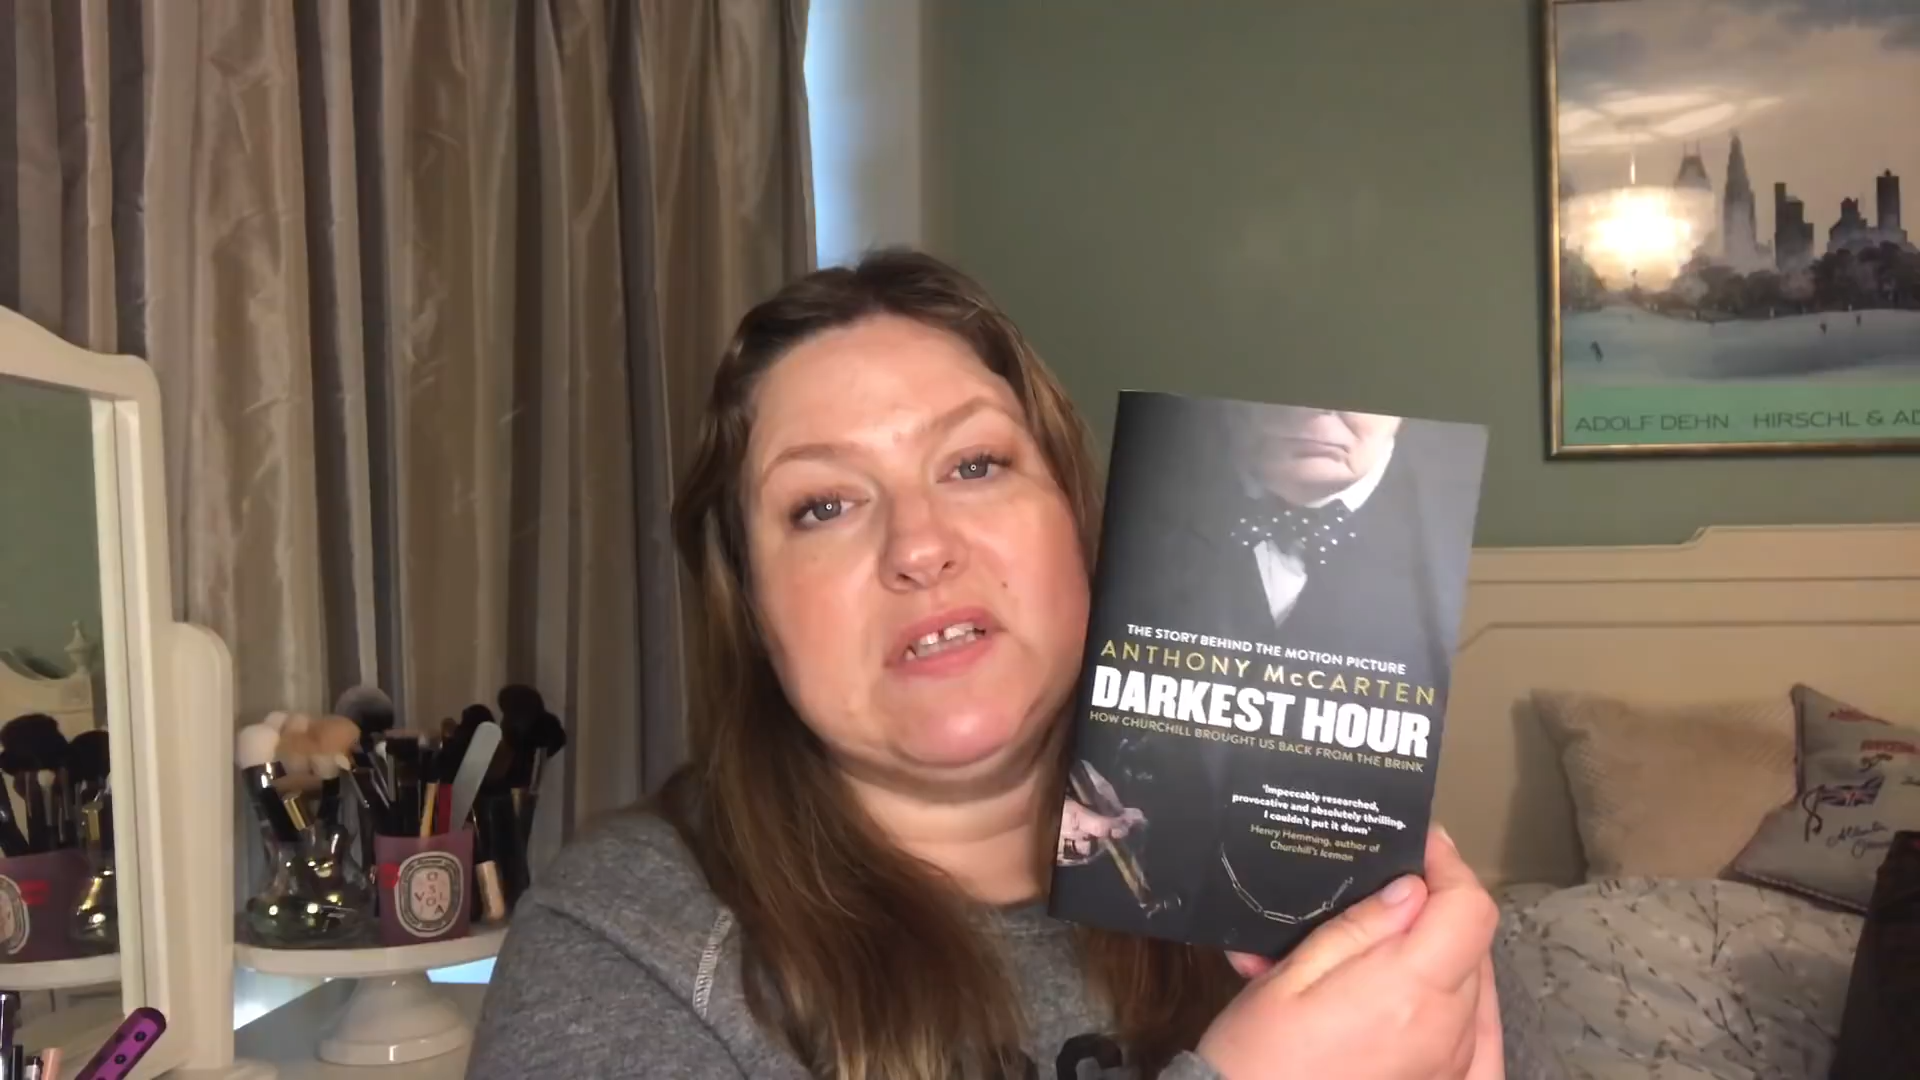 ADOLF DEHN HIRSCHL & AD
THE STORY BEHIND THE MOTION PICTURE
ANTHONY McCARTEN
DARKEST HOUR
HOW CHURCHILL BROUGHT US BACK FROM THE BRINK
'Impeccably researched,
provocative and absolutely thrilling.
I couldn't put it down'
Henry Hemming, author of
Churchill's Iceman